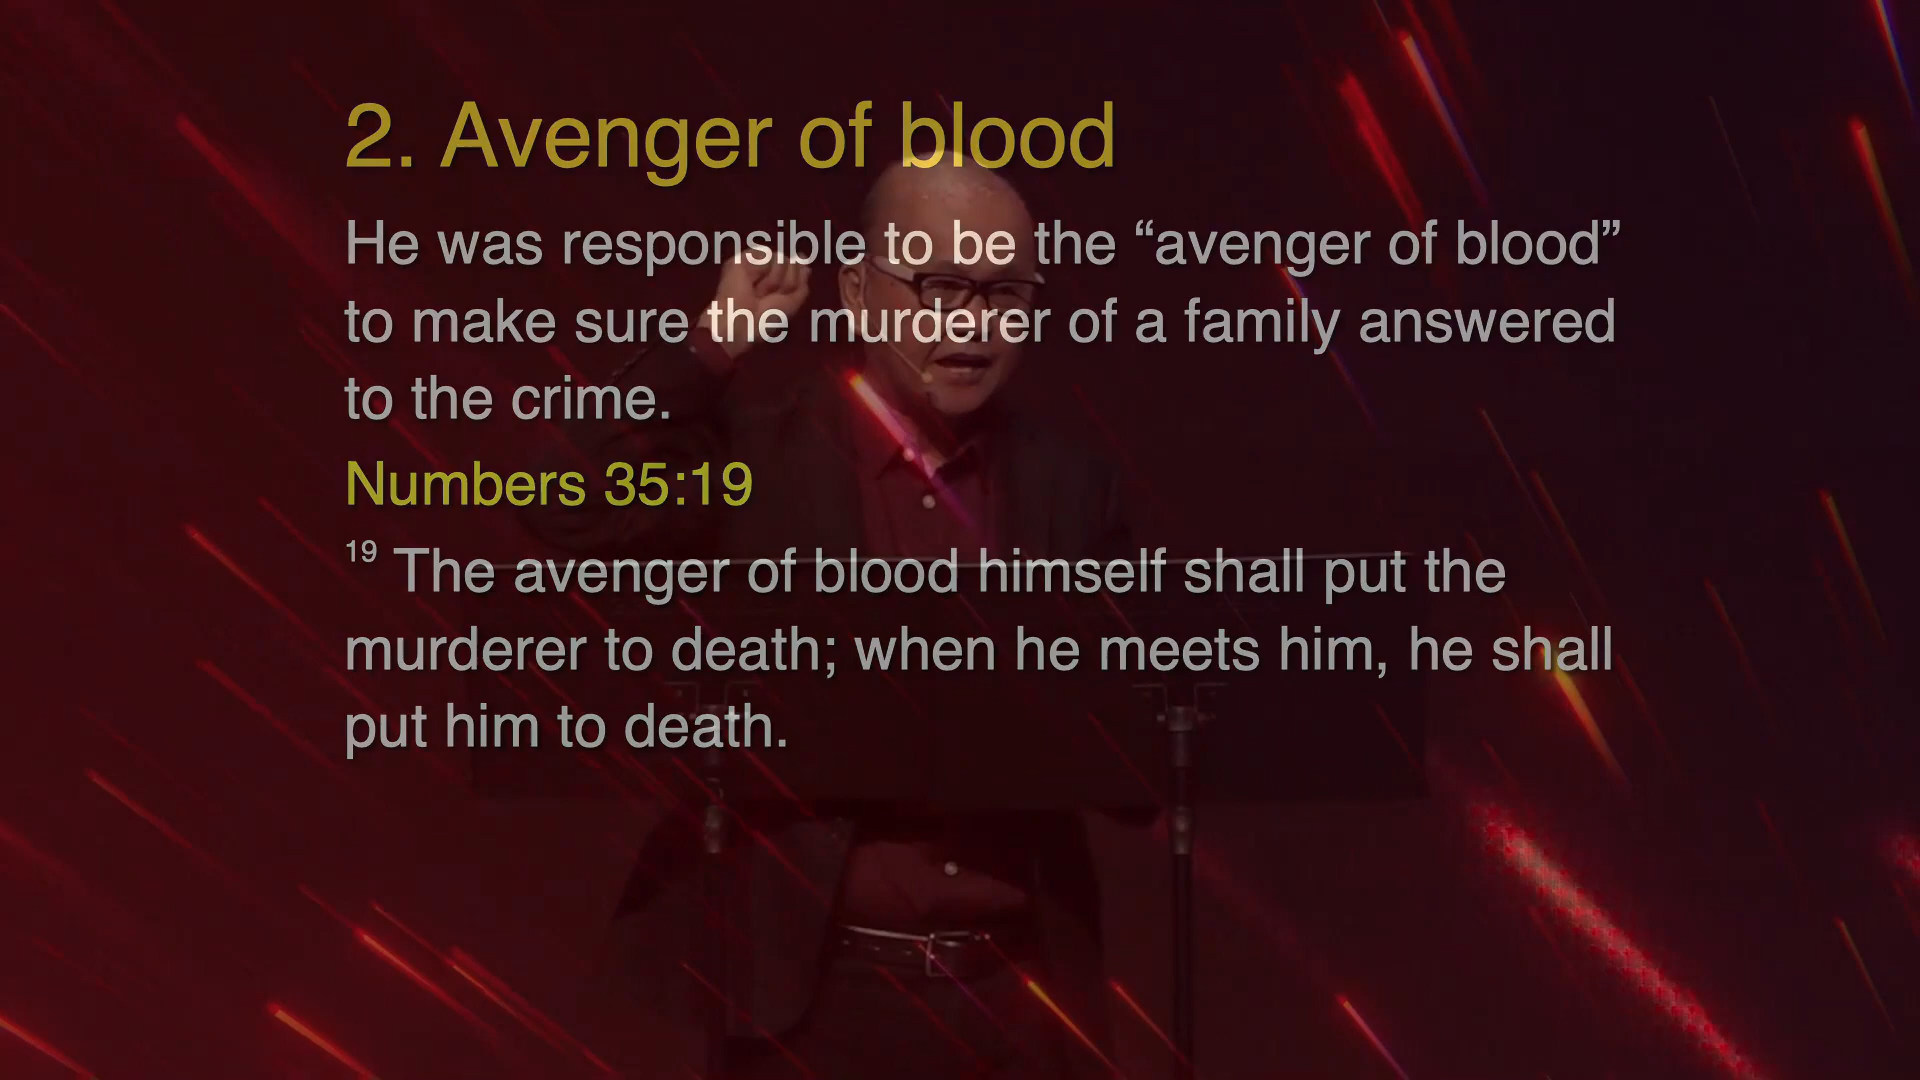 2. Avenger of blood
He was responsible to be the “avenger of blood”
to make sure the murderer of a family answered
to the crime.
Numbers 35:19
19 The avenger of blood himself shall put the
murderer to death; when he meets him, he shall
put him to death.